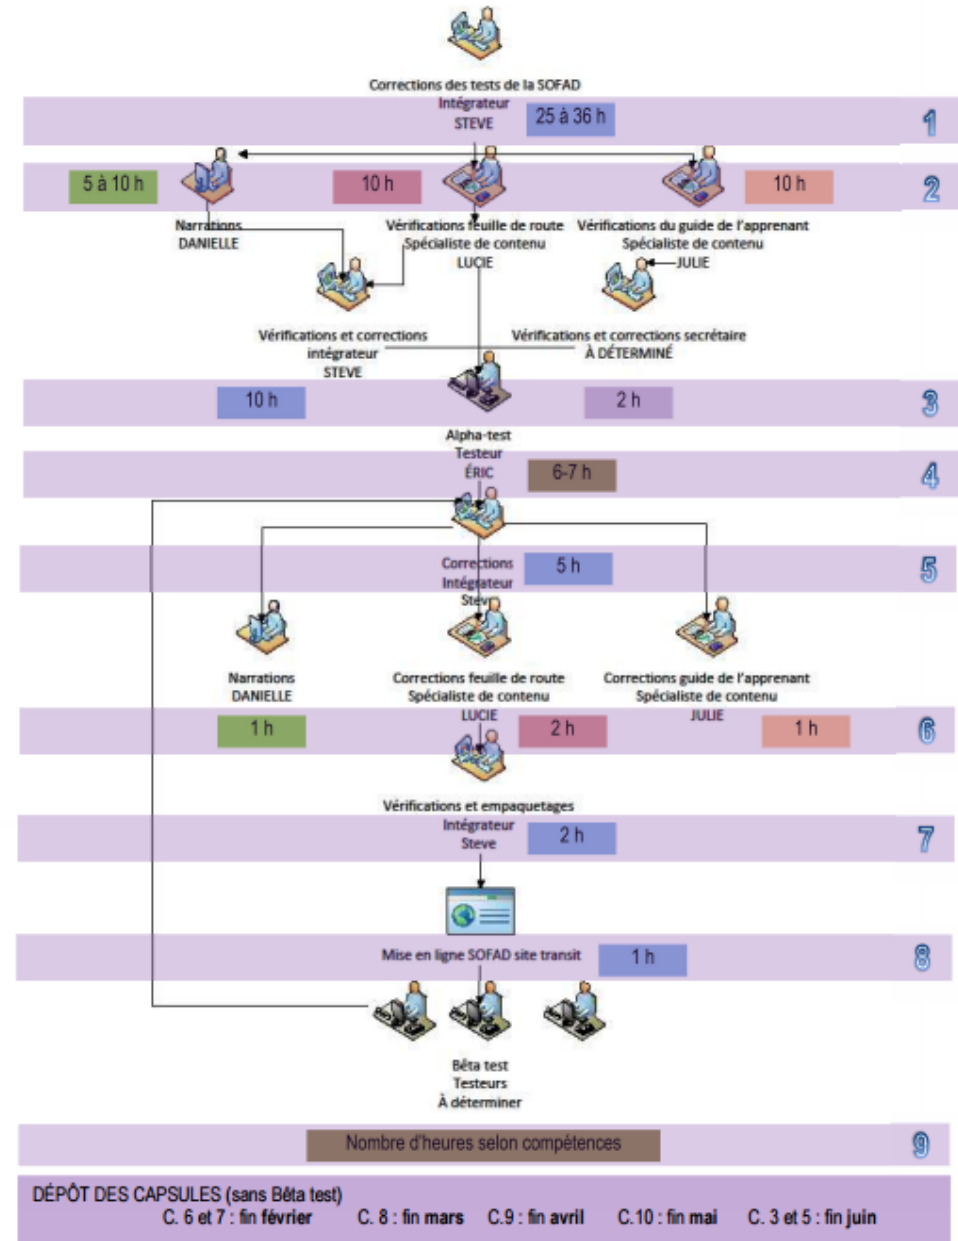 Corrections des tests de la SOFAD
Intégrateur
STEVE
25 à 36 h
1
5 à 10 h
10 h
10 h
2
Narrations
DANIELLE
Vérifications feuille de route
Spécialiste de contenu
LUCIE
Vérifications du guide de l'apprenant
Spécialiste de contenu
JULIE
Vérifications et corrections
intégrateur
STEVE
Vérifications et corrections secrétaire
À DÉTERMINÉ
10 h
2 h
3
Alpha-test
Testeur
ÉRIC
6-7 h
4
Corrections
Intégrateur
Steve
5 h
5
Narrations
DANIELLE
Corrections feuille de route
Spécialiste de contenu
LUCIE
Corrections guide de l'apprenant
Spécialiste de contenu
JULIE
1 h
2 h
1 h
6
Vérifications et empaquetages
Intégrateur
Steve
2 h
7
Mise en ligne SOFAD site transit
1 h
8
Bêta test
Testeurs
À déterminer
Nombre d'heures selon compétences
9
DÉPÔT DES CAPSULES (sans Bêta test)
C. 6 et 7 : fin février C. 8 : fin mars C.9 : fin avril C.10 : fin mai C. 3 et 5 : fin juin